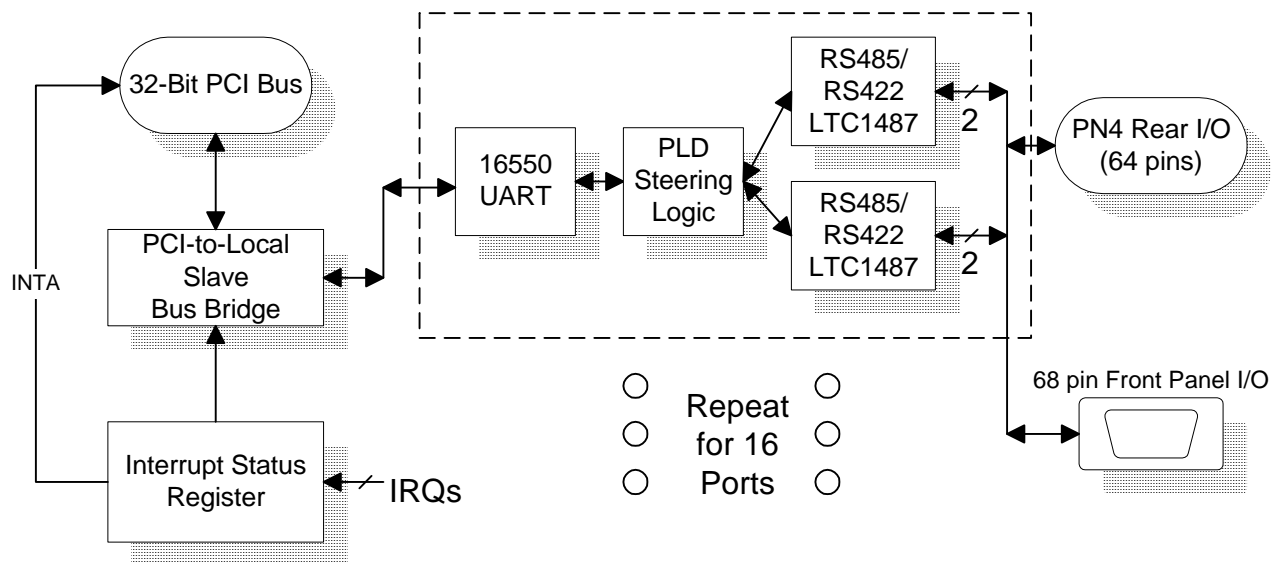 32-Bit PCI Bus
INTA
PCI-to-Local
Slave
Bus Bridge
Interrupt Status
Register
IRQs
16550
UART
PLD
Steering
Logic
RS485/
RS422
LTC1487
2
RS485/
RS422
LTC1487
2
PN4 Rear I/O
(64 pins)
68 pin Front Panel I/O
Repeat
for 16
Ports